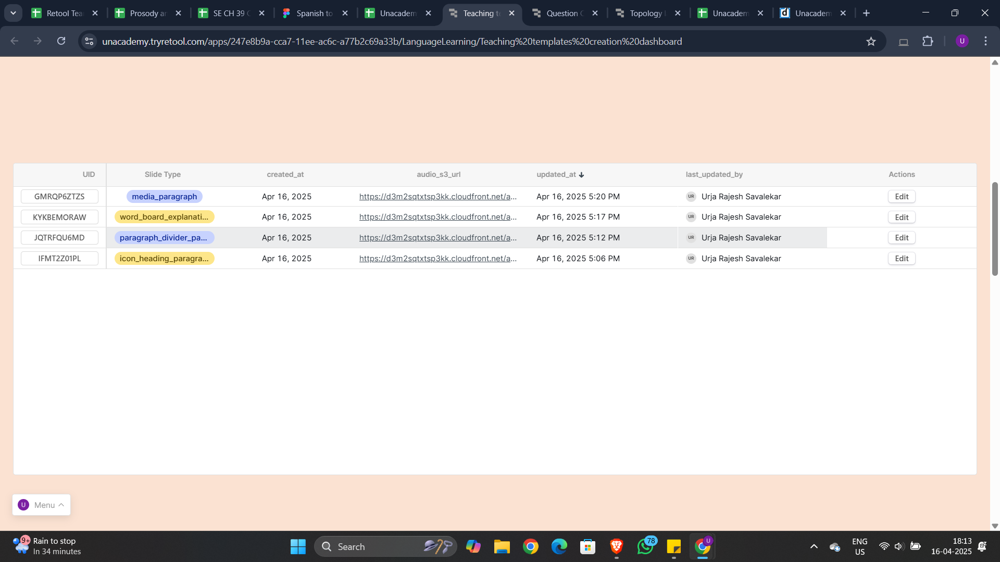 Retool Tea
Prosody ar
SE CH 39 C
Spanish to
Unacadem
Teaching te
Question C
Topology
Unacadem
d Unacadem
unacademy.tryretool.com/apps/247e8b9a-cca7-11ee-ac6c-a77b2c69a33b/LanguageLearning/Teaching%20templates%20creation%20dashboard
U
UID Slide Type created_at audio_s3_url updated_at last_updated_by Actions
GMRQP6ZTZS media_paragraph Apr 16, 2025 https://d3m2sqtxtsp3kk.cloudfront.net/a... Apr 16, 2025 5:20 PM UR Urja Rajesh Savalekar Edit
KYKBEMORAW word_board_explanati... Apr 16, 2025 https://d3m2sqtxtsp3kk.cloudfront.net/a... Apr 16, 2025 5:17 PM UR Urja Rajesh Savalekar Edit
JQTRFQU6MD paragraph_divider_pa... Apr 16, 2025 https://d3m2sqtxtsp3kk.cloudfront.net/a... Apr 16, 2025 5:12 PM UR Urja Rajesh Savalekar Edit
IFMT2Z01PL icon_heading_paragra... Apr 16, 2025 https://d3m2sqtxtsp3kk.cloudfront.net/a... Apr 16, 2025 5:06 PM UR Urja Rajesh Savalekar Edit
U Menu
9+ Rain to stop
In 34 minutes
Search
78
U
ENG
US
18:13
16-04-2025